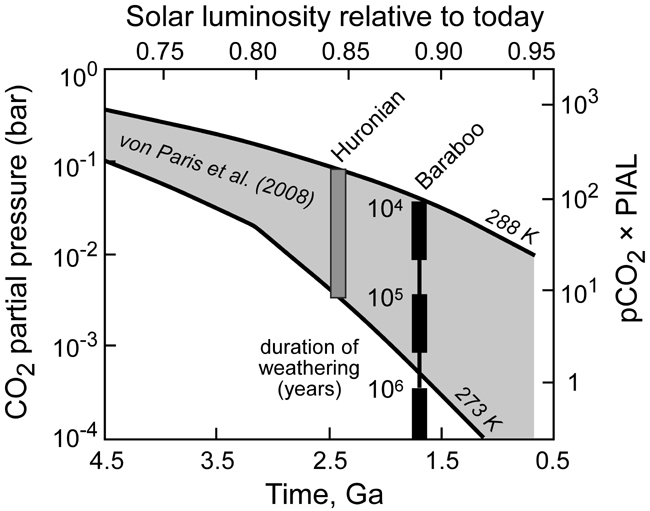 Solar luminosity relative to today
0.75 0.80 0.85 0.90 0.95
CO2 partial pressure (bar)
10^0
10^-1
10^-2
10^-3
10^-4
von Paris et al. (2008)
Huronian
Baraboo
288 K
273 K
10^4
10^5
10^6
duration of
weathering
(years)
10^3
10^2
10^1
1
pCO2 × PIAL
4.5 3.5 2.5 1.5 0.5
Time, Ga